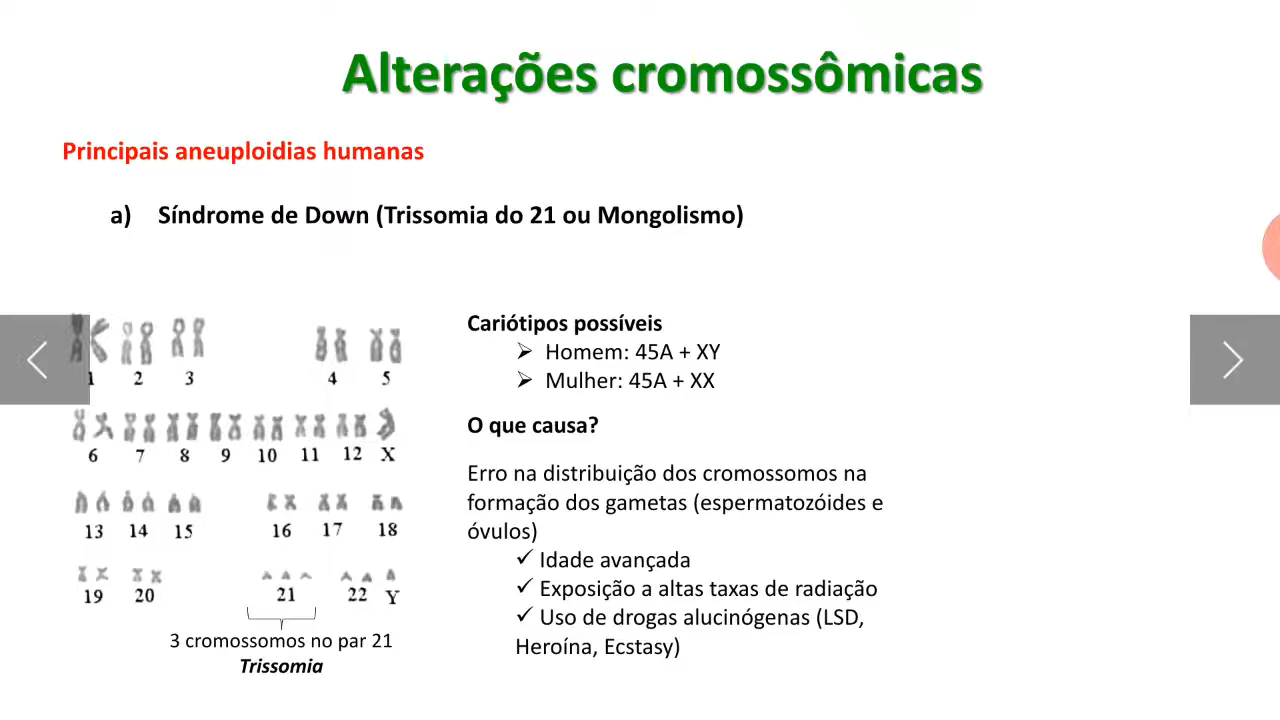 Alterações cromossômicas
Principais aneuploidias humanas
a) Síndrome de Down (Trissomia do 21 ou Mongolismo)
1 2 3 4 5
6 7 8 9 10 11 12 X
13 14 15 16 17 18
19 20 21 22 Y
3 cromossomos no par 21
Trissomia
Cariótipos possíveis
➢ Homem: 45A + XY
➢ Mulher: 45A + XX
O que causa?
Erro na distribuição dos cromossomos na
formação dos gametas (espermatozóides e
óvulos)
✓ Idade avançada
✓ Exposição a altas taxas de radiação
✓ Uso de drogas alucinógenas (LSD,
Heroína, Ecstasy)